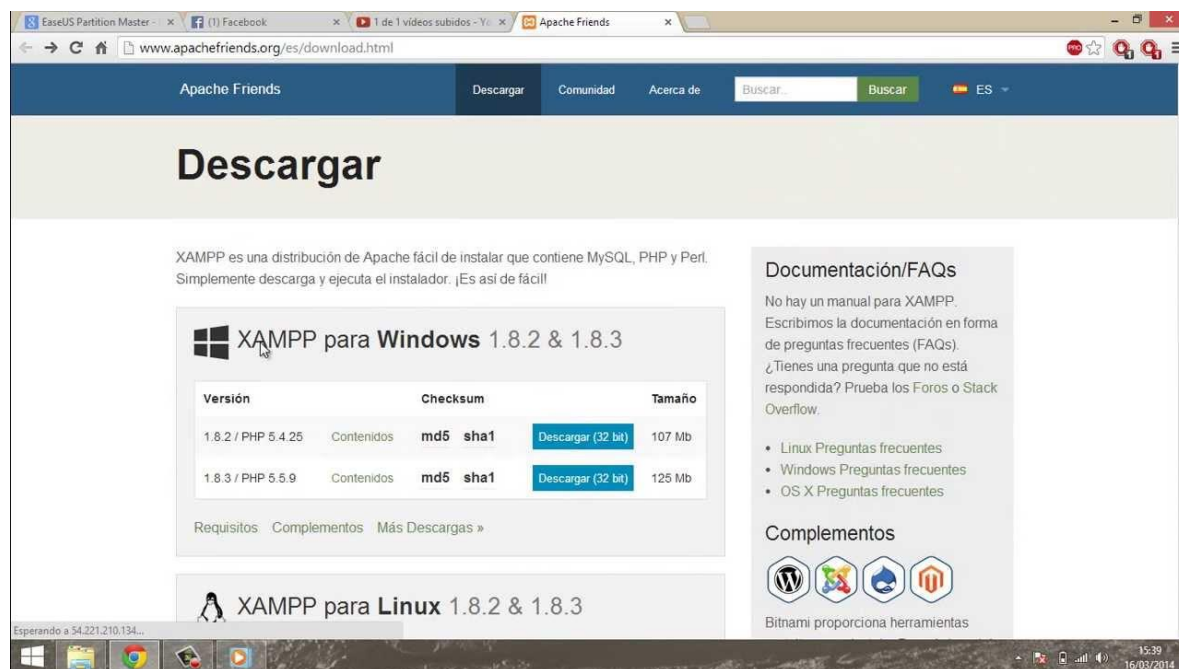 EaseUS Partition Master -
(1) Facebook
1 de 1 vídeos subidos - Yo
Apache Friends
www.apachefriends.org/es/download.html
PRO
Apache Friends
Descargar
Comunidad
Acerca de
Buscar..
Buscar
ES
Descargar
XAMPP es una distribución de Apache fácil de instalar que contiene MySQL, PHP y Perl.
Simplemente descarga y ejecuta el instalador. ¡Es así de fácil!
XAMPP para Windows 1.8.2 & 1.8.3
Versión Checksum Tamaño
1.8.2 / PHP 5.4.25 Contenidos md5 sha1 Descargar (32 bit) 107 Mb
1.8.3 / PHP 5.5.9 Contenidos md5 sha1 Descargar (32 bit) 125 Mb
Requisitos Complementos Más Descargas »
XAMPP para Linux 1.8.2 & 1.8.3
Documentación/FAQs
No hay un manual para XAMPP.
Escribimos la documentación en forma
de preguntas frecuentes (FAQs).
¿Tienes una pregunta que no está
respondida? Prueba los Foros o Stack
Overflow.
Linux Preguntas frecuentes
Windows Preguntas frecuentes
OS X Preguntas frecuentes
Complementos
Bitnami proporciona herramientas
Esperando a 54.221.210.134...
15:39
16/03/2014